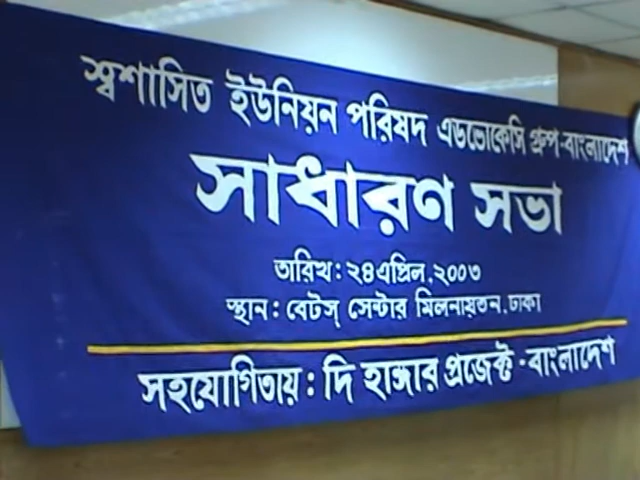 স্বশাসিত ইউনিয়ন পরিষদ এডভোকেসি গ্রুপ-বাংলাদেশ
সাধারণ সভা
তারিখ : ২৪এপ্রিল, ২০০৩
স্থান : বেটস্ সেন্টার মিলনায়তন, ঢাকা
সহযোগিতায় : দি হাঙ্গার প্রজেক্ট - বাংলাদেশ